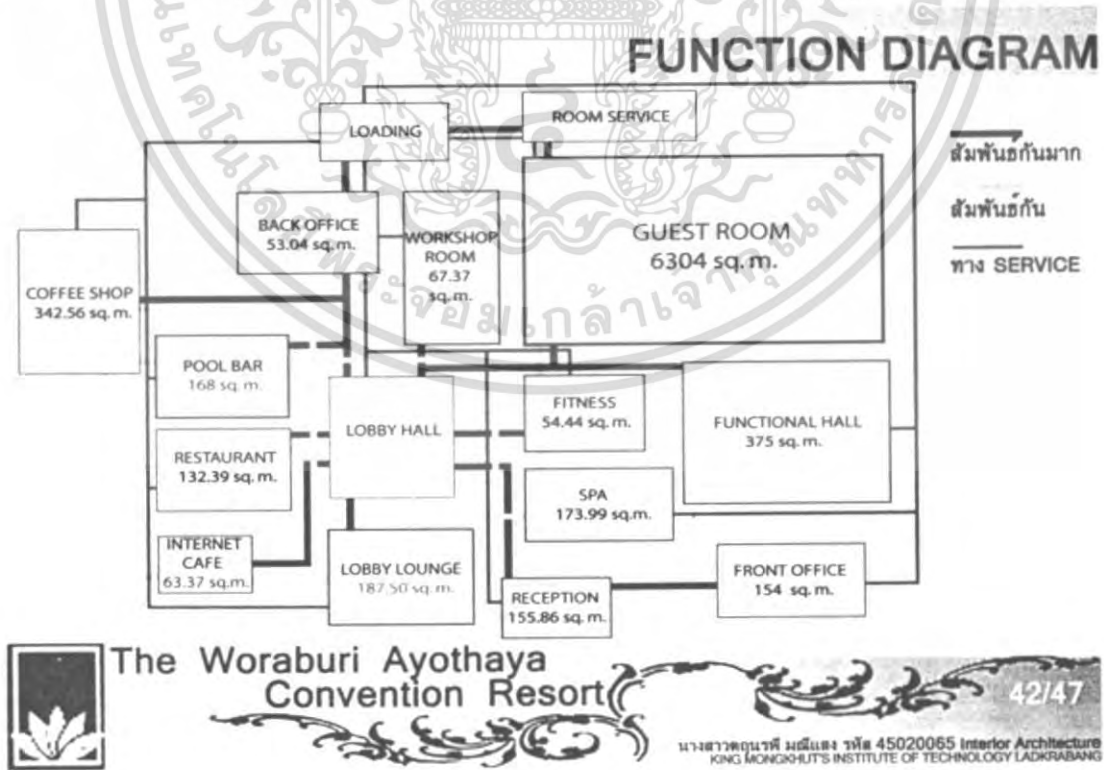 FUNCTION DIAGRAM
LOADING
ROOM SERVICE
สัมพันธ์กันมาก
สัมพันธ์กัน
ทาง SERVICE
BACK OFFICE
53.04 sq. m.
WORKSHOP
ROOM
67.37
sq. m.
GUEST ROOM
6304 sq. m.
COFFEE SHOP
342.56 sq. m.
POOL BAR
168 sq. m.
LOBBY HALL
FITNESS
54.44 sq. m.
FUNCTIONAL HALL
375 sq. m.
RESTAURANT
132.39 sq. m.
SPA
173.99 sq.m.
INTERNET
CAFE
63.37 sq.m.
LOBBY LOUNGE
187.50 sq. m.
RECEPTION
155.86 sq. m.
FRONT OFFICE
154 sq. m.
The Woraburi Ayothaya
Convention Resort
42/47
รหัส 45020065 Interior Architecture
KING MONGKHUT'S INSTITUTE OF TECHNOLOGY LADKRABANG